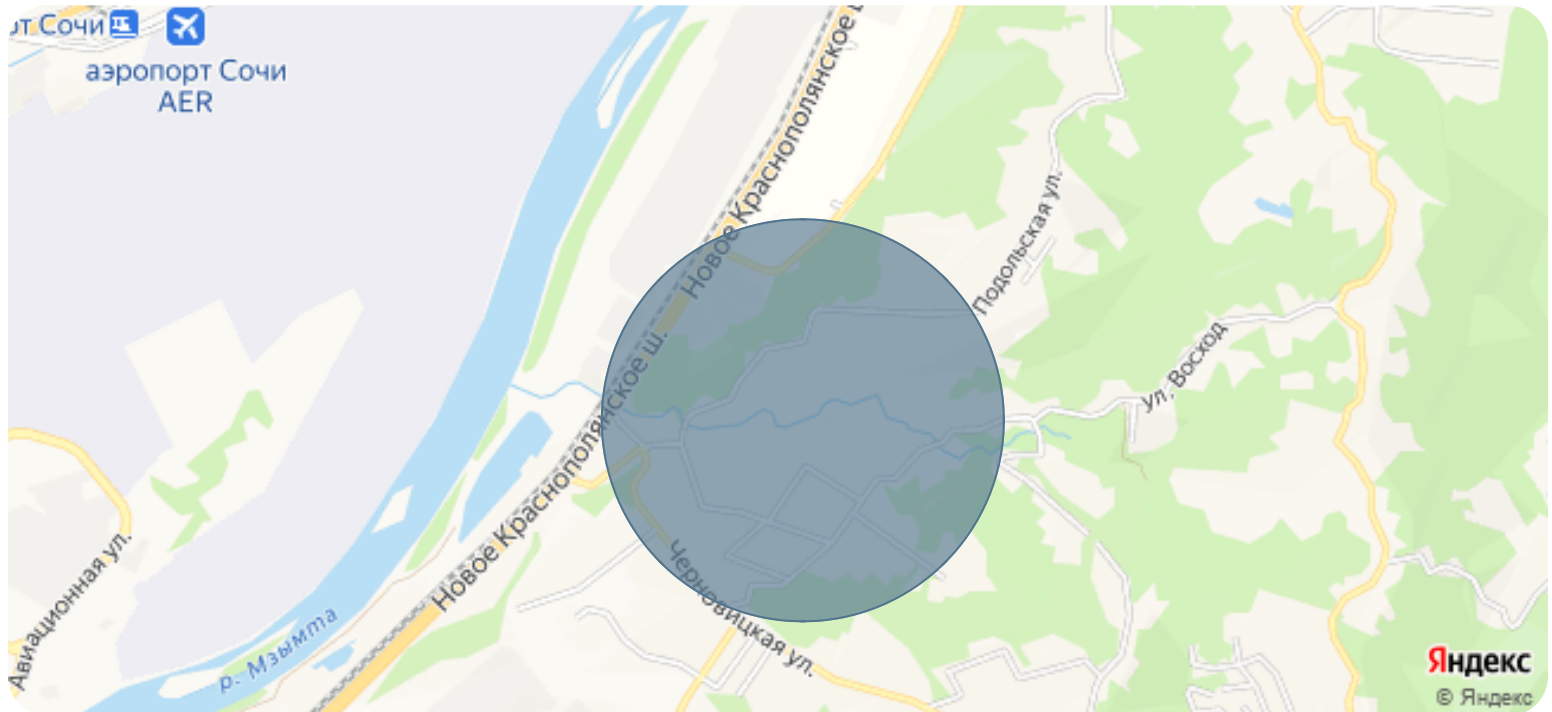 рт Сочи
аэропорт Сочи
AER
Новое Краснополянское
Новое Краснополянское ш.
Подольская ул.
ул. Восход
Черновицкая ул.
Авиационная ул.
р. Мзымта
Яндекс
© Яндекс